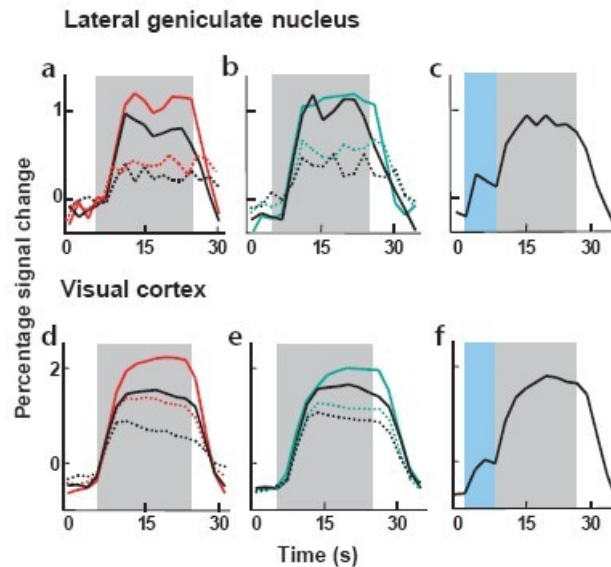 Lateral geniculate nucleus
a b c
1
0
0 15 30 0 15 30 0 15 30
Percentage signal change
Visual cortex
d e f
2
0
0 15 30 0 15 30 0 15 30
Time (s)